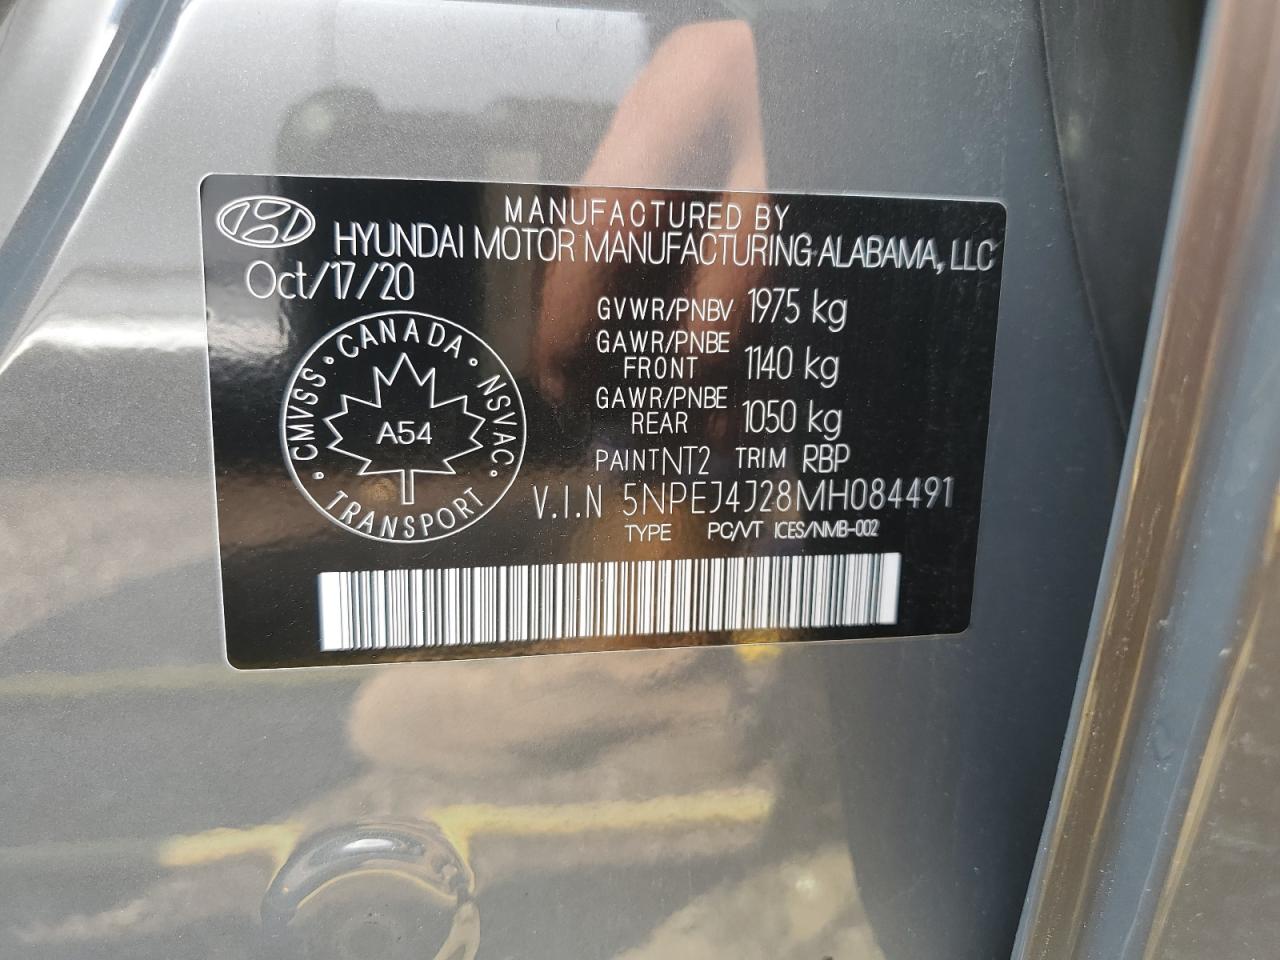 MANUFACTURED BY
HYUNDAI MOTOR MANUFACTURING ALABAMA, LLC
Oct/17/20
GVWR/PNBV 1975 kg
GAWR/PNBE FRONT 1140 kg
GAWR/PNBE REAR 1050 kg
PAINT NT2 TRIM RBP
V.I.N 5NPEJ4J28MH084491
TYPE PC/VT ICES/NMB-002
CANADA
CMVSS
NSVAC
A54
TRANSPORT